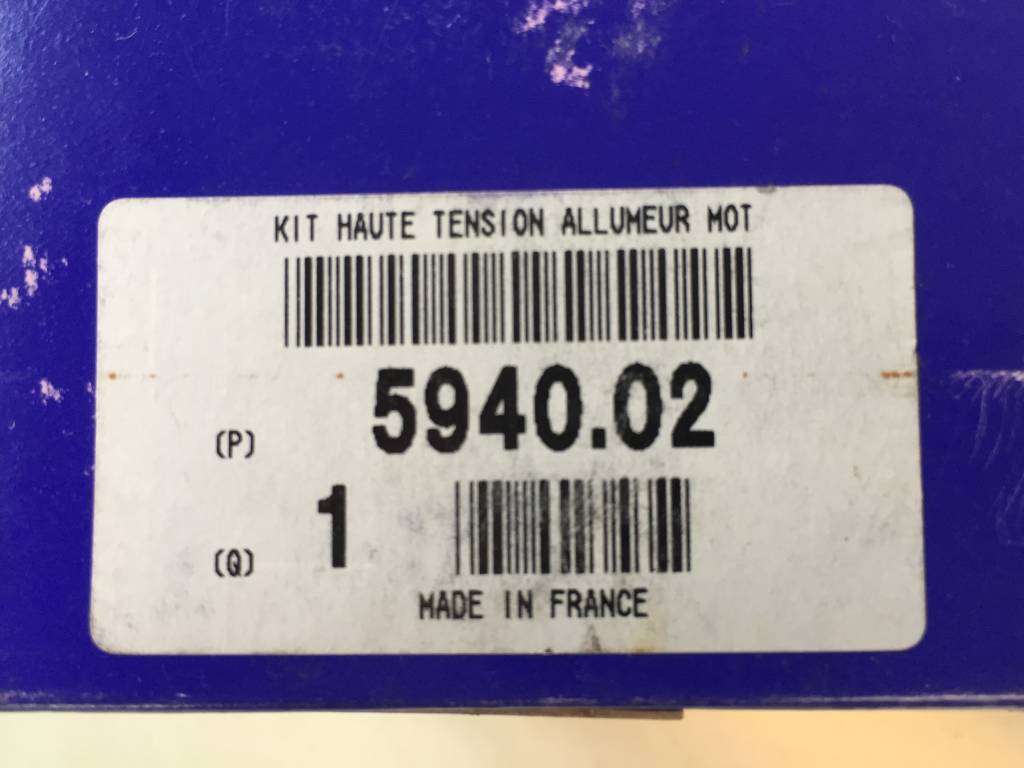 KIT HAUTE TENSION ALLUMEUR MOT
(P) 5940.02
(Q) 1
MADE IN FRANCE